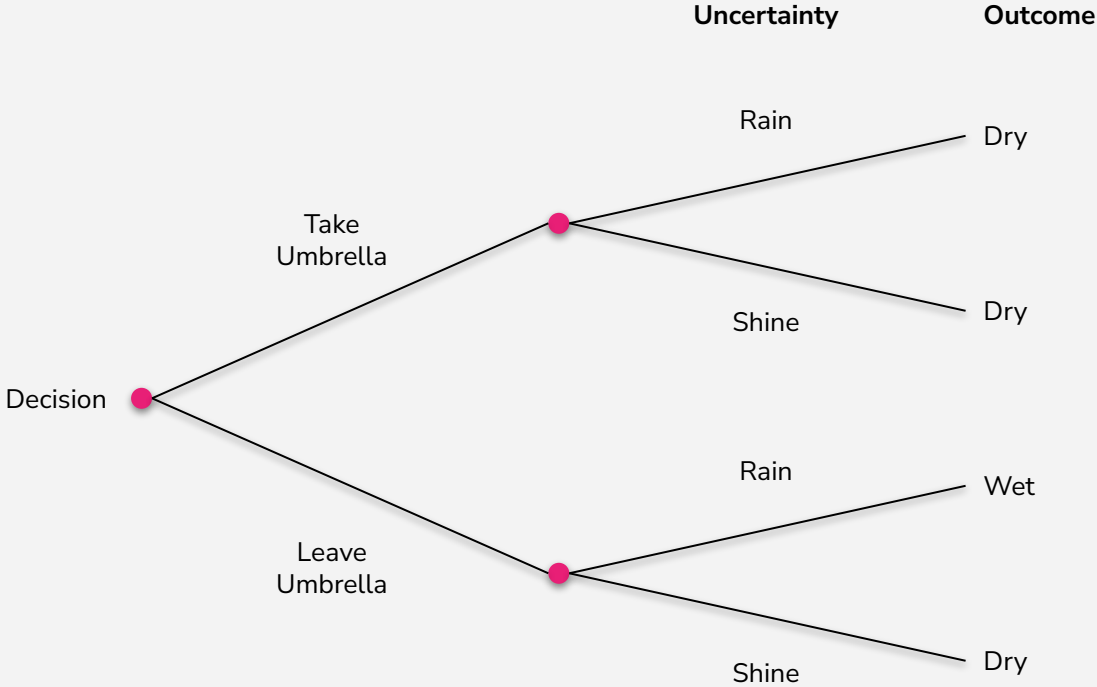 Uncertainty
Outcome
Rain
Dry
Take
Umbrella
Shine
Dry
Decision
Rain
Wet
Leave
Umbrella
Shine
Dry